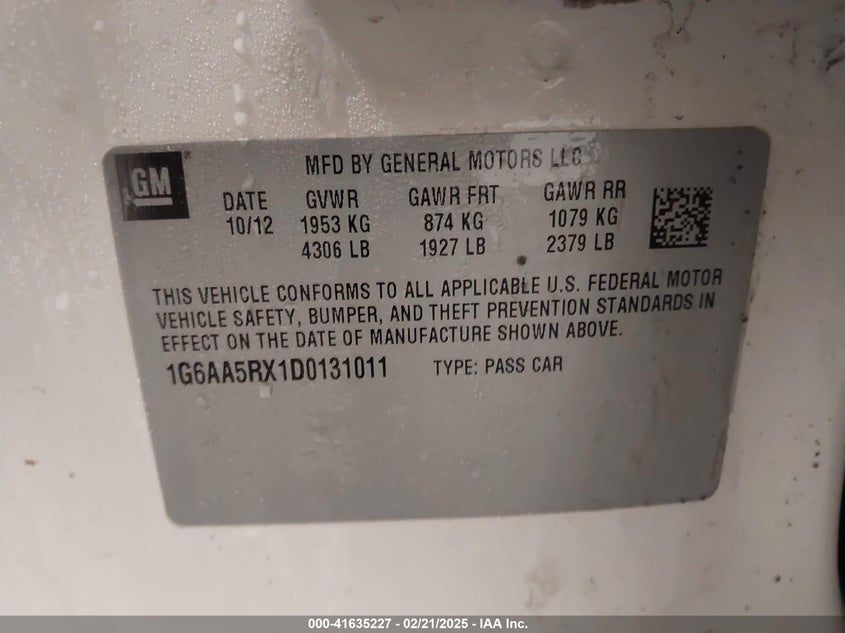 GM®
MFD BY GENERAL MOTORS LLC
DATE GVWR GAWR FRT GAWR RR
10/12 1953 KG 874 KG 1079 KG
4306 LB 1927 LB 2379 LB
THIS VEHICLE CONFORMS TO ALL APPLICABLE U.S. FEDERAL MOTOR
VEHICLE SAFETY, BUMPER, AND THEFT PREVENTION STANDARDS IN
EFFECT ON THE DATE OF MANUFACTURE SHOWN ABOVE.
1G6AA5RX1D0131011 TYPE: PASS CAR
000-41635227 - 02/21/2025 - IAA Inc.